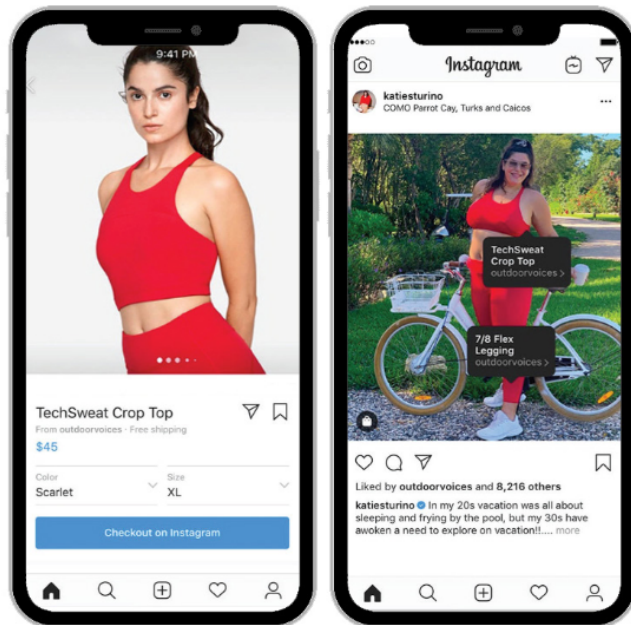 9:41 PM
TechSweat Crop Top
From outdoorvoices · Free shipping
$45
Color
Scarlet
Size
XL
Checkout on Instagram
Instagram
katiesturino
COMO Parrot Cay, Turks and Caicos
TechSweat
Crop Top
outdoorvoices >
7/8 Flex
Legging
outdoorvoices >
Liked by outdoorvoices and 8,216 others
katiesturino In my 20s vacation was all about
sleeping and frying by the pool, but my 30s have
awoken a need to explore on vacation!!.... more